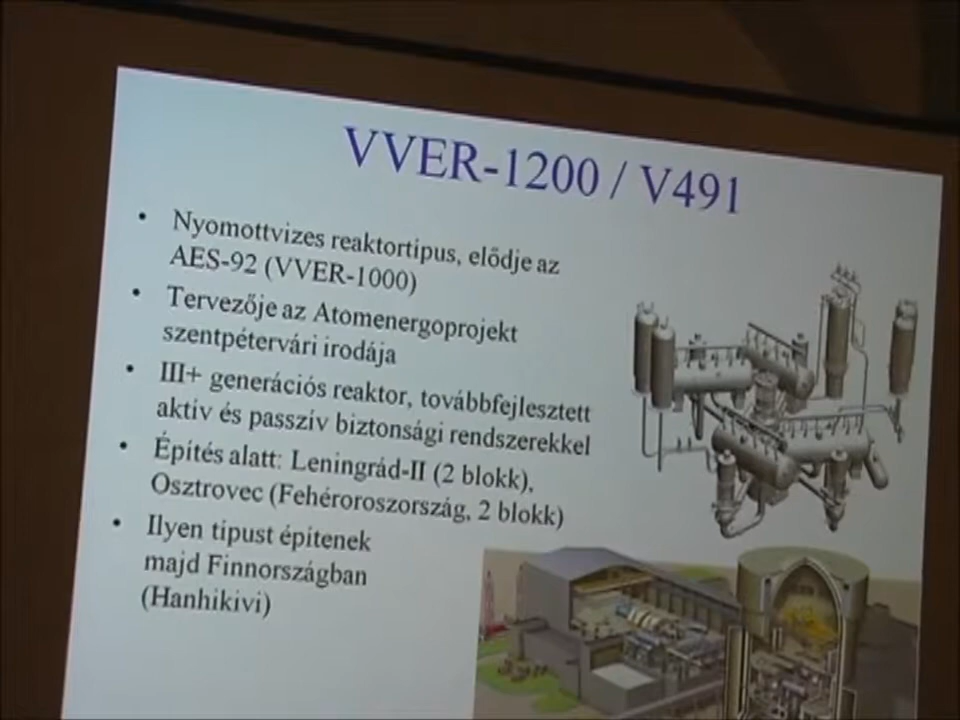 VVER-1200 / V491
• Nyomottvizes reaktortípus, elődje az
AES-92 (VVER-1000)
• Tervezője az Atomenergoprojekt
szentpétervári irodája
• III+ generációs reaktor, továbbfejlesztett
aktív és passzív biztonsági rendszerekkel
• Építés alatt: Leningrád-II (2 blokk),
Osztrovec (Fehéroroszország, 2 blokk)
• Ilyen típust építenek
majd Finnországban
(Hanhikivi)